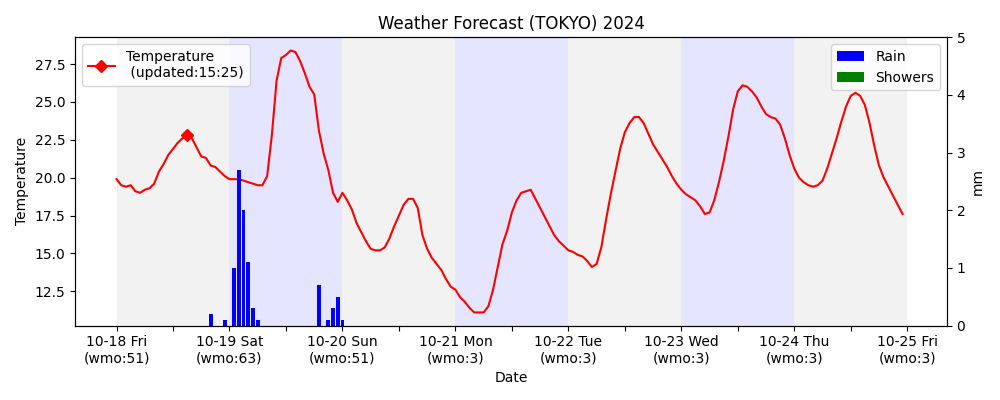 Weather Forecast (TOKYO) 2024
Temperature
(updated:15:25)
Rain
Showers
27.5
25.0
22.5
20.0
17.5
15.0
12.5
Temperature
5
4
3
2
1
0
mm
10-18 Fri
(wmo:51)
10-19 Sat
(wmo:63)
10-20 Sun
(wmo:51)
10-21 Mon
(wmo:3)
10-22 Tue
(wmo:3)
10-23 Wed
(wmo:3)
10-24 Thu
(wmo:3)
10-25 Fri
(wmo:3)
Date